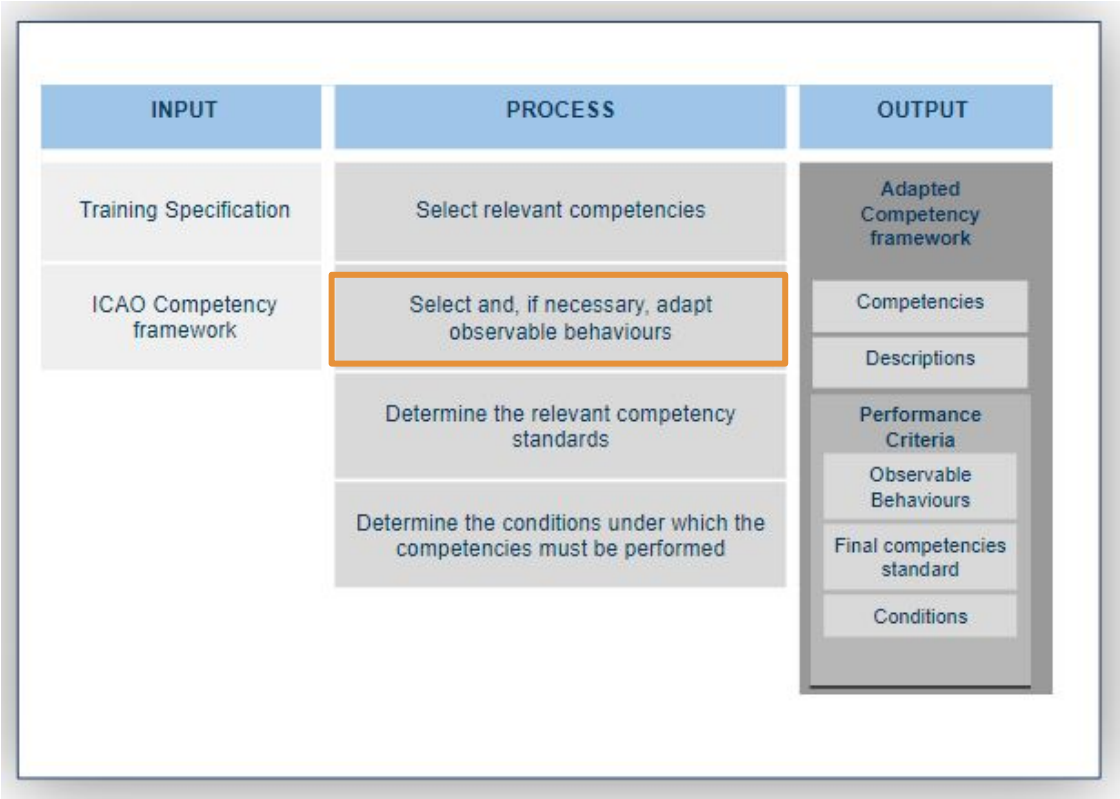 INPUT
PROCESS
OUTPUT
Training Specification
Select relevant competencies
Adapted
Competency
framework
ICAO Competency
framework
Select and, if necessary, adapt
observable behaviours
Competencies
Descriptions
Determine the relevant competency
standards
Performance
Criteria
Observable
Behaviours
Determine the conditions under which the
competencies must be performed
Final competencies
standard
Conditions